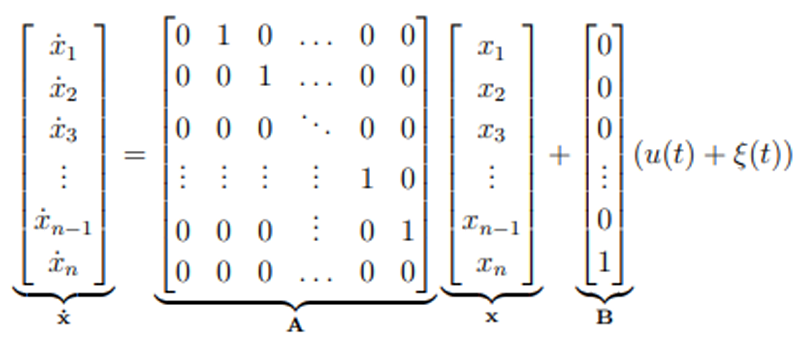 \underbrace{\begin{bmatrix} \dot{x}_1 \\ \dot{x}_2 \\ \dot{x}_3 \\ \vdots \\ \dot{x}_{n-1} \\ \dot{x}_n \end{bmatrix}}_{\dot{\mathbf{x}}} = \underbrace{\begin{bmatrix} 0 & 1 & 0 & \dots & 0 & 0 \\ 0 & 0 & 1 & \dots & 0 & 0 \\ 0 & 0 & 0 & \ddots & 0 & 0 \\ \vdots & \vdots & \vdots & \vdots & 1 & 0 \\ 0 & 0 & 0 & \vdots & 0 & 1 \\ 0 & 0 & 0 & \dots & 0 & 0 \end{bmatrix}}_{\mathbf{A}} \underbrace{\begin{bmatrix} x_1 \\ x_2 \\ x_3 \\ \vdots \\ x_{n-1} \\ x_n \end{bmatrix}}_{\mathbf{x}} + \underbrace{\begin{bmatrix} 0 \\ 0 \\ 0 \\ \vdots \\ 0 \\ 1 \end{bmatrix}}_{\mathbf{B}} (u(t) + \xi(t))